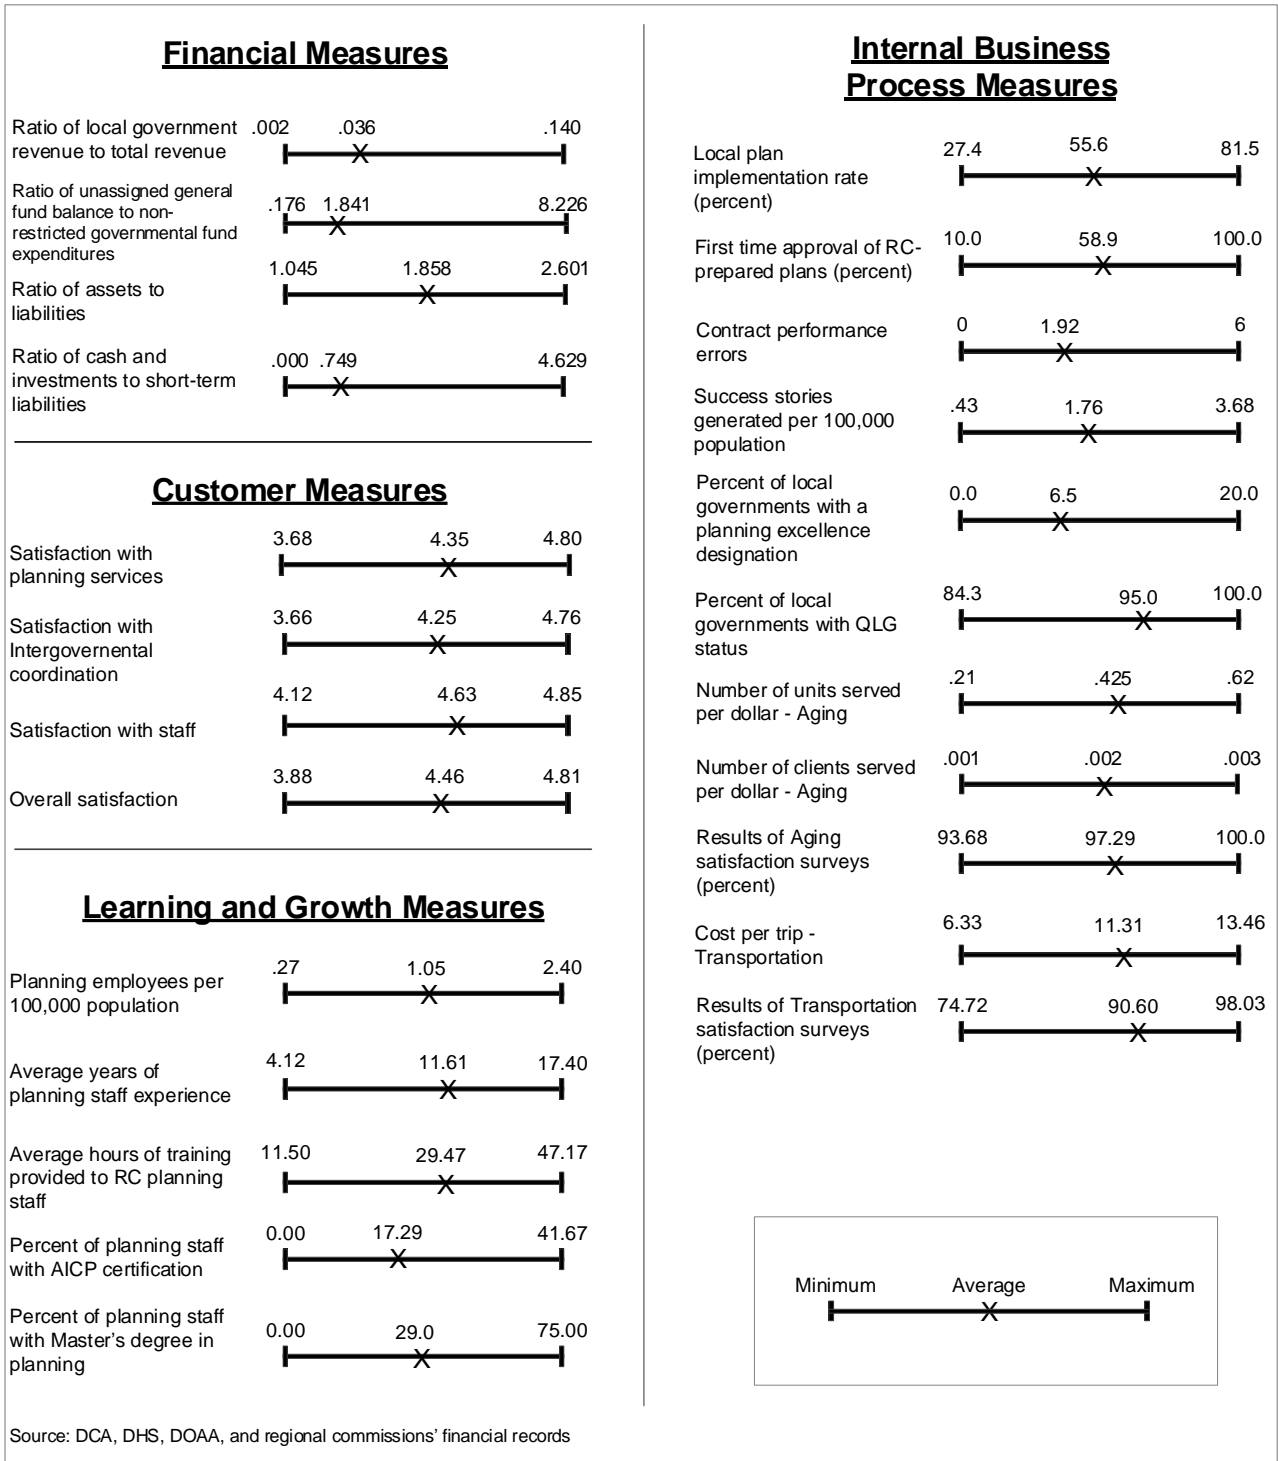 Financial Measures
Ratio of local government
revenue to total revenue
.002 .036 .140
Ratio of unassigned general
fund balance to non-
restricted governmental fund
expenditures
.176 1.841 8.226
Ratio of assets to
liabilities
1.045 1.858 2.601
Ratio of cash and
investments to short-term
liabilities
.000 .749 4.629
Customer Measures
Satisfaction with
planning services
3.68 4.35 4.80
Satisfaction with
Intergovernental
coordination
3.66 4.25 4.76
Satisfaction with staff
4.12 4.63 4.85
Overall satisfaction
3.88 4.46 4.81
Learning and Growth Measures
Planning employees per
100,000 population
.27 1.05 2.40
Average years of
planning staff experience
4.12 11.61 17.40
Average hours of training
provided to RC planning
staff
11.50 29.47 47.17
Percent of planning staff
with AICP certification
0.00 17.29 41.67
Percent of planning staff
with Master's degree in
planning
0.00 29.0 75.00
Source: DCA, DHS, DOAA, and regional commissions' financial records
Internal Business
Process Measures
Local plan
implementation rate
(percent)
27.4 55.6 81.5
First time approval of RC-
prepared plans (percent)
10.0 58.9 100.0
Contract performance
errors
0 1.92 6
Success stories
generated per 100,000
population
.43 1.76 3.68
Percent of local
governments with a
planning excellence
designation
0.0 6.5 20.0
Percent of local
governments with QLG
status
84.3 95.0 100.0
Number of units served
per dollar - Aging
.21 .425 .62
Number of clients served
per dollar - Aging
.001 .002 .003
Results of Aging
satisfaction surveys
(percent)
93.68 97.29 100.0
Cost per trip -
Transportation
6.33 11.31 13.46
Results of Transportation
satisfaction surveys
(percent)
74.72 90.60 98.03
Minimum Average Maximum